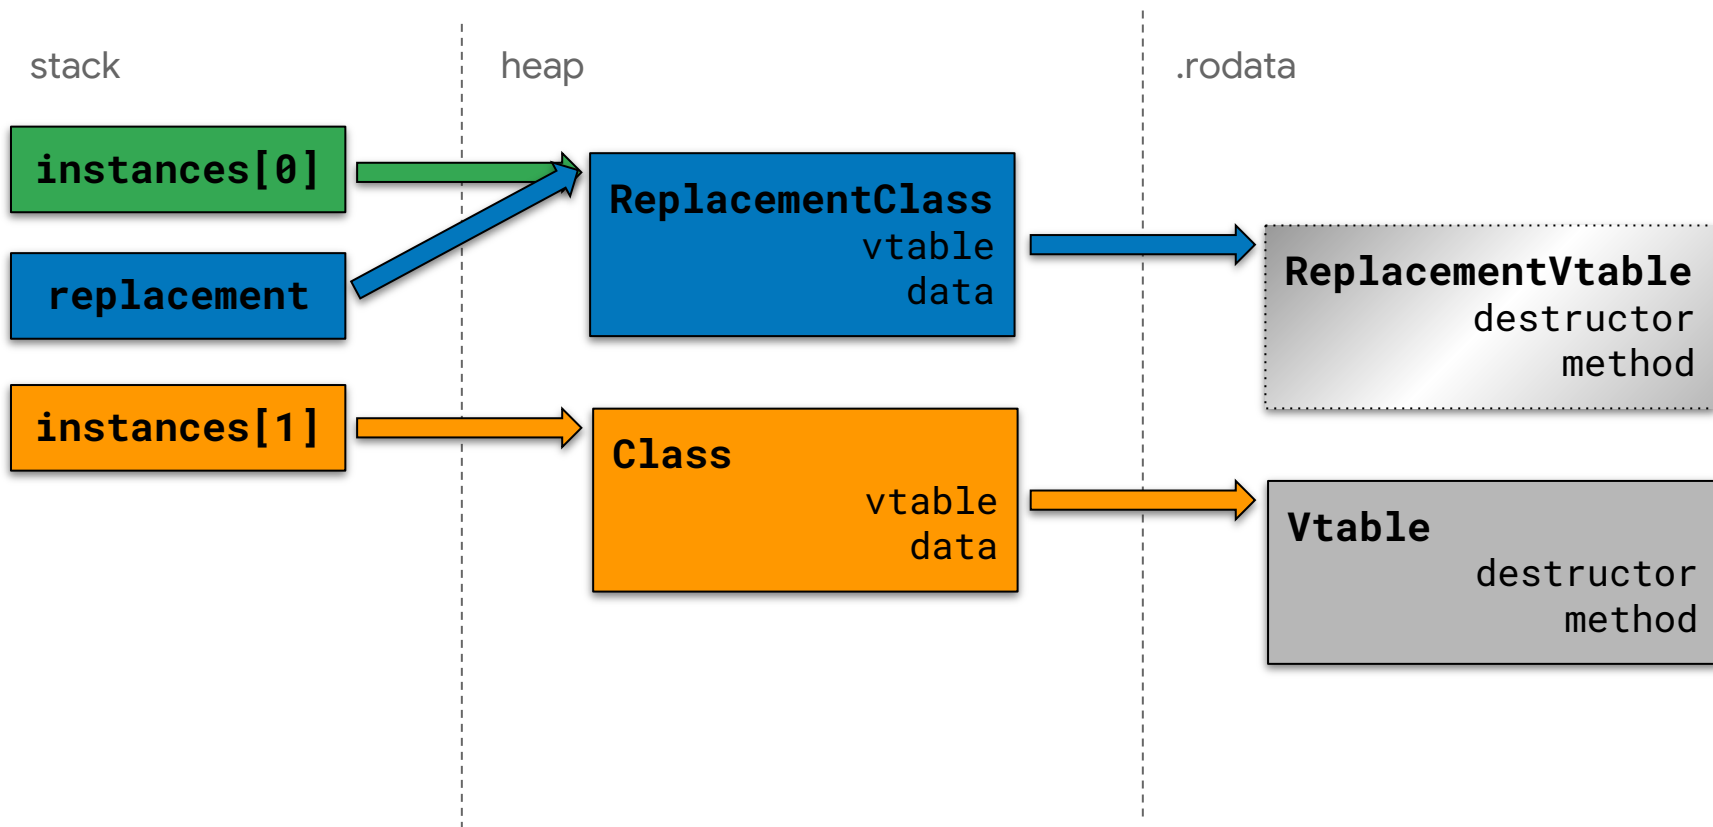 stack
heap
.rodata
instances[0]
replacement
instances[1]
ReplacementClass
vtable
data
Class
vtable
data
ReplacementVtable
destructor
method
Vtable
destructor
method